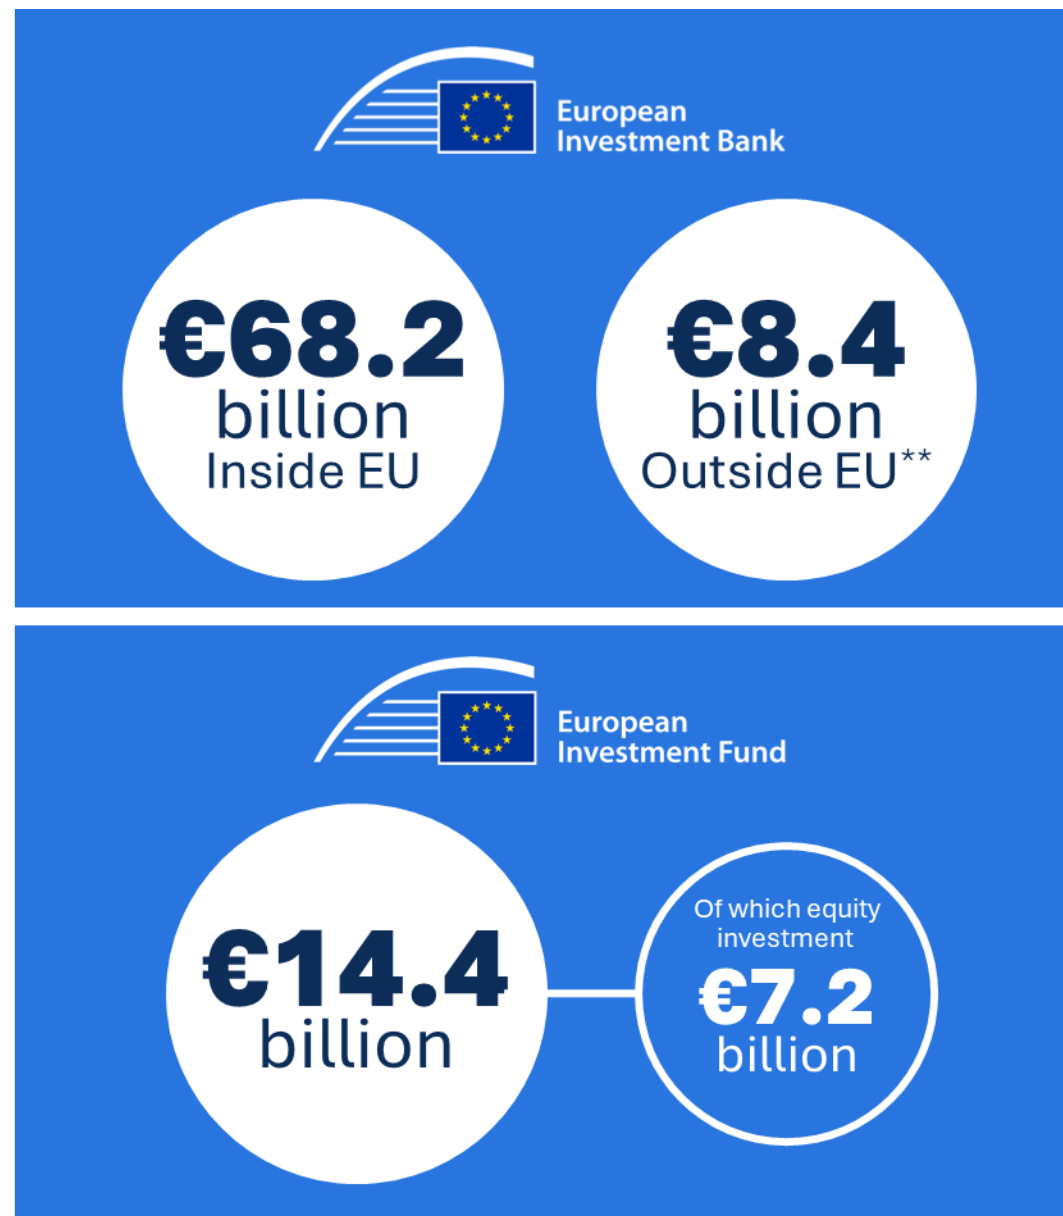 European
Investment Bank
€68.2
billion
Inside EU
€8.4
billion
Outside EU**
European
Investment Fund
€14.4
billion
Of which equity
investment
€7.2
billion